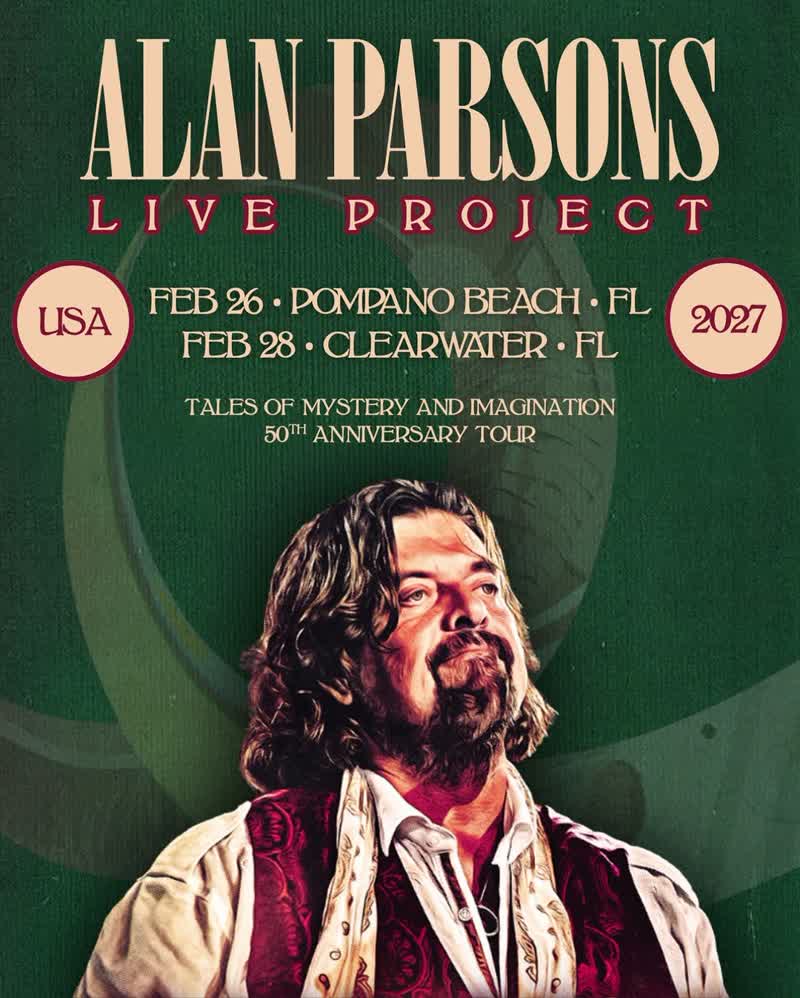 ALAN PARSONS
LIVE PROJECT
USA
FEB 26 • POMPANO BEACH • FL
FEB 28 • CLEARWATER • FL
2027
TALES OF MYSTERY AND IMAGINATION
50TH ANNIVERSARY TOUR